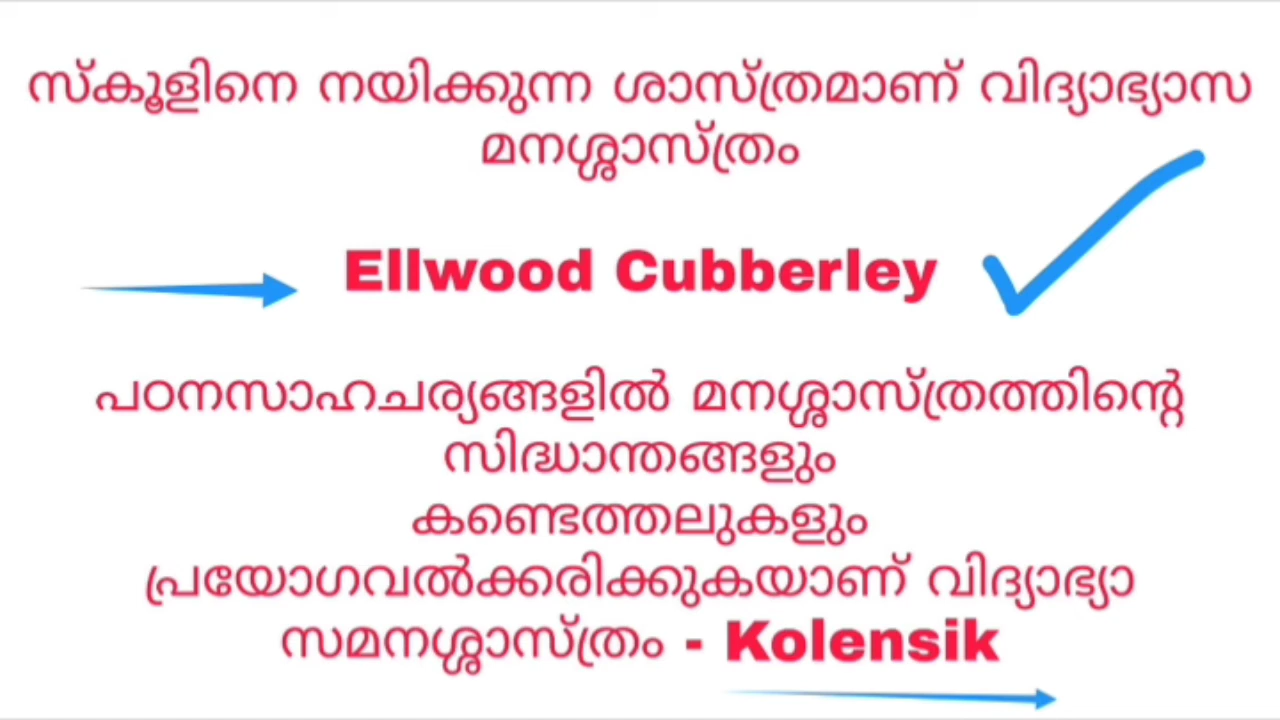 സ്കൂളിനെ നയിക്കുന്ന ശാസ്ത്രമാണ് വിദ്യാഭ്യാസ
മനശ്ശാസ്ത്രം
Ellwood Cubberley
പഠനസാഹചര്യങ്ങളിൽ മനശ്ശാസ്ത്രത്തിന്റെ
സിദ്ധാന്തങ്ങളും
കണ്ടെത്തലുകളും
പ്രയോഗവൽക്കരിക്കുകയാണ് വിദ്യാഭ്യാ
സമനശ്ശാസ്ത്രം - Kolensik